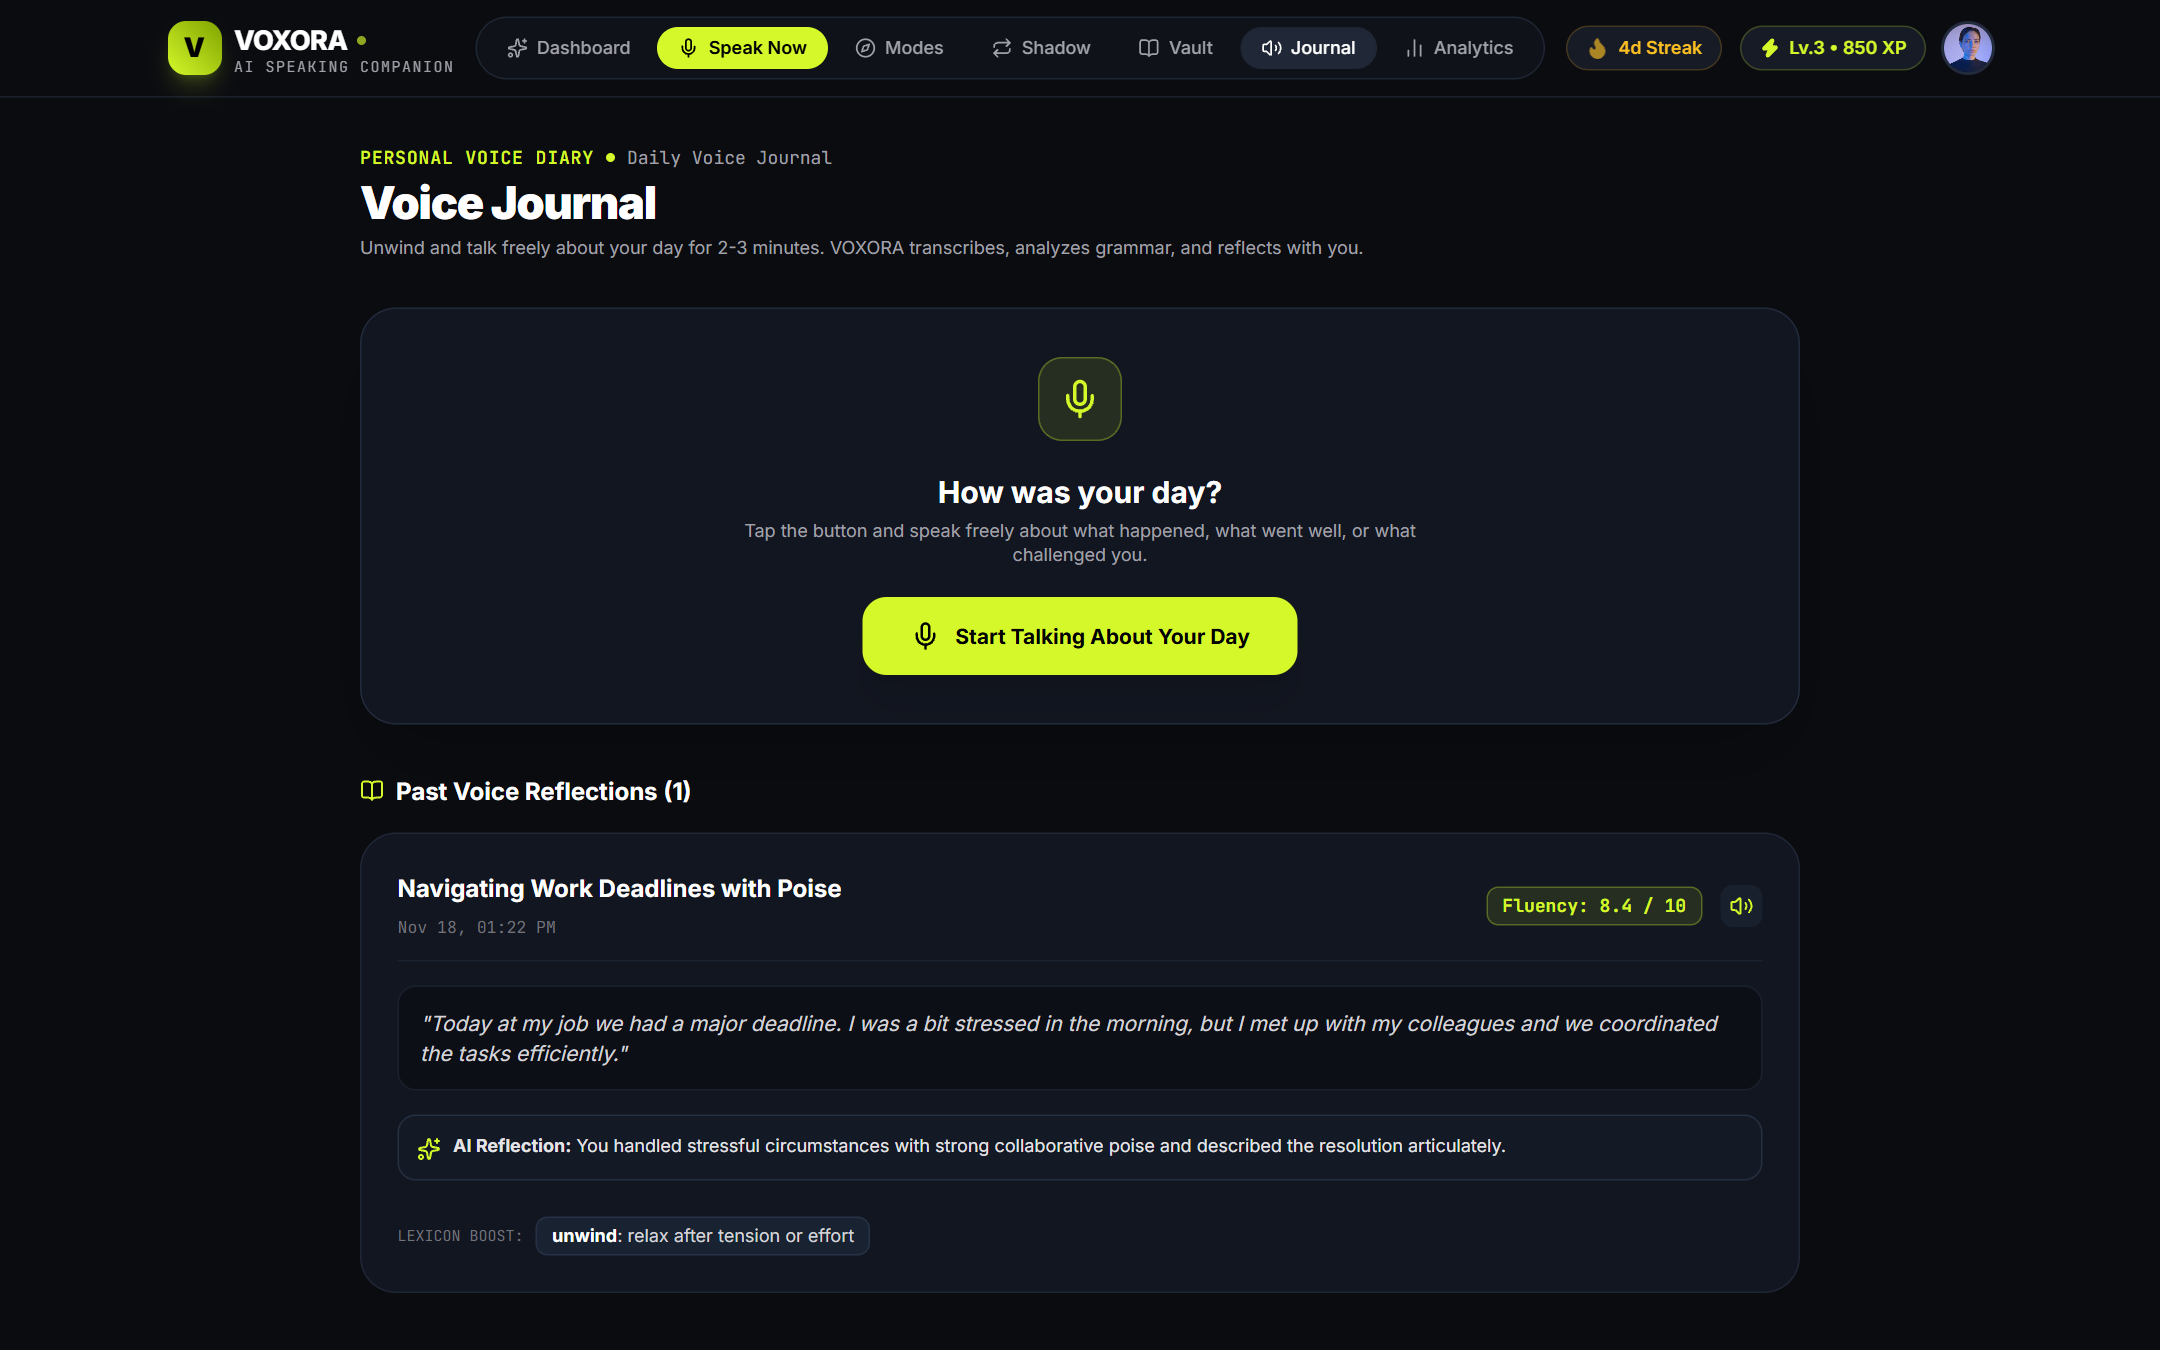 V
VOXORA
AI SPEAKING COMPANION
Dashboard
Speak Now
Modes
Shadow
Vault
Journal
Analytics
4d Streak
Lv.3 • 850 XP
PERSONAL VOICE DIARY • Daily Voice Journal
Voice Journal
Unwind and talk freely about your day for 2-3 minutes. VOXORA transcribes, analyzes grammar, and reflects with you.
How was your day?
Tap the button and speak freely about what happened, what went well, or what
challenged you.
Start Talking About Your Day
Past Voice Reflections (1)
Navigating Work Deadlines with Poise
Nov 18, 01:22 PM
Fluency: 8.4 / 10
"Today at my job we had a major deadline. I was a bit stressed in the morning, but I met up with my colleagues and we coordinated
the tasks efficiently."
AI Reflection: You handled stressful circumstances with strong collaborative poise and described the resolution articulately.
LEXICON BOOST:
unwind: relax after tension or effort